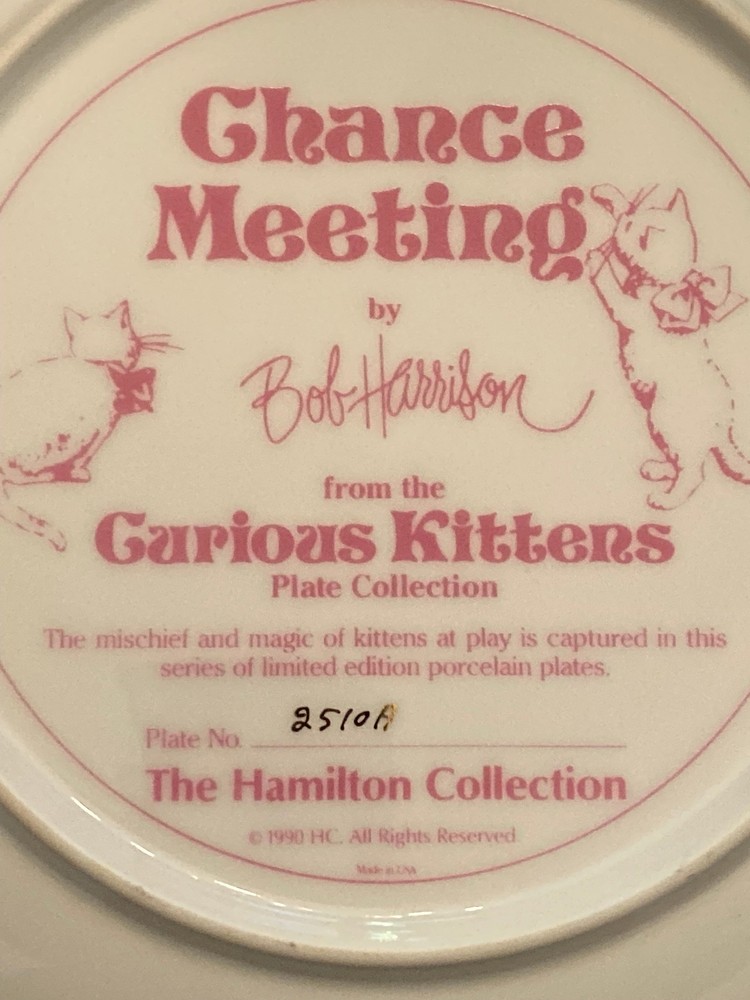 Chance
Meeting
by
Bob Harrison
from the
Curious Kittens
Plate Collection
The mischief and magic of kittens at play is captured in this
series of limited edition porcelain plates.
Plate No. 2510A
The Hamilton Collection
© 1990 HC. All Rights Reserved
Made in USA